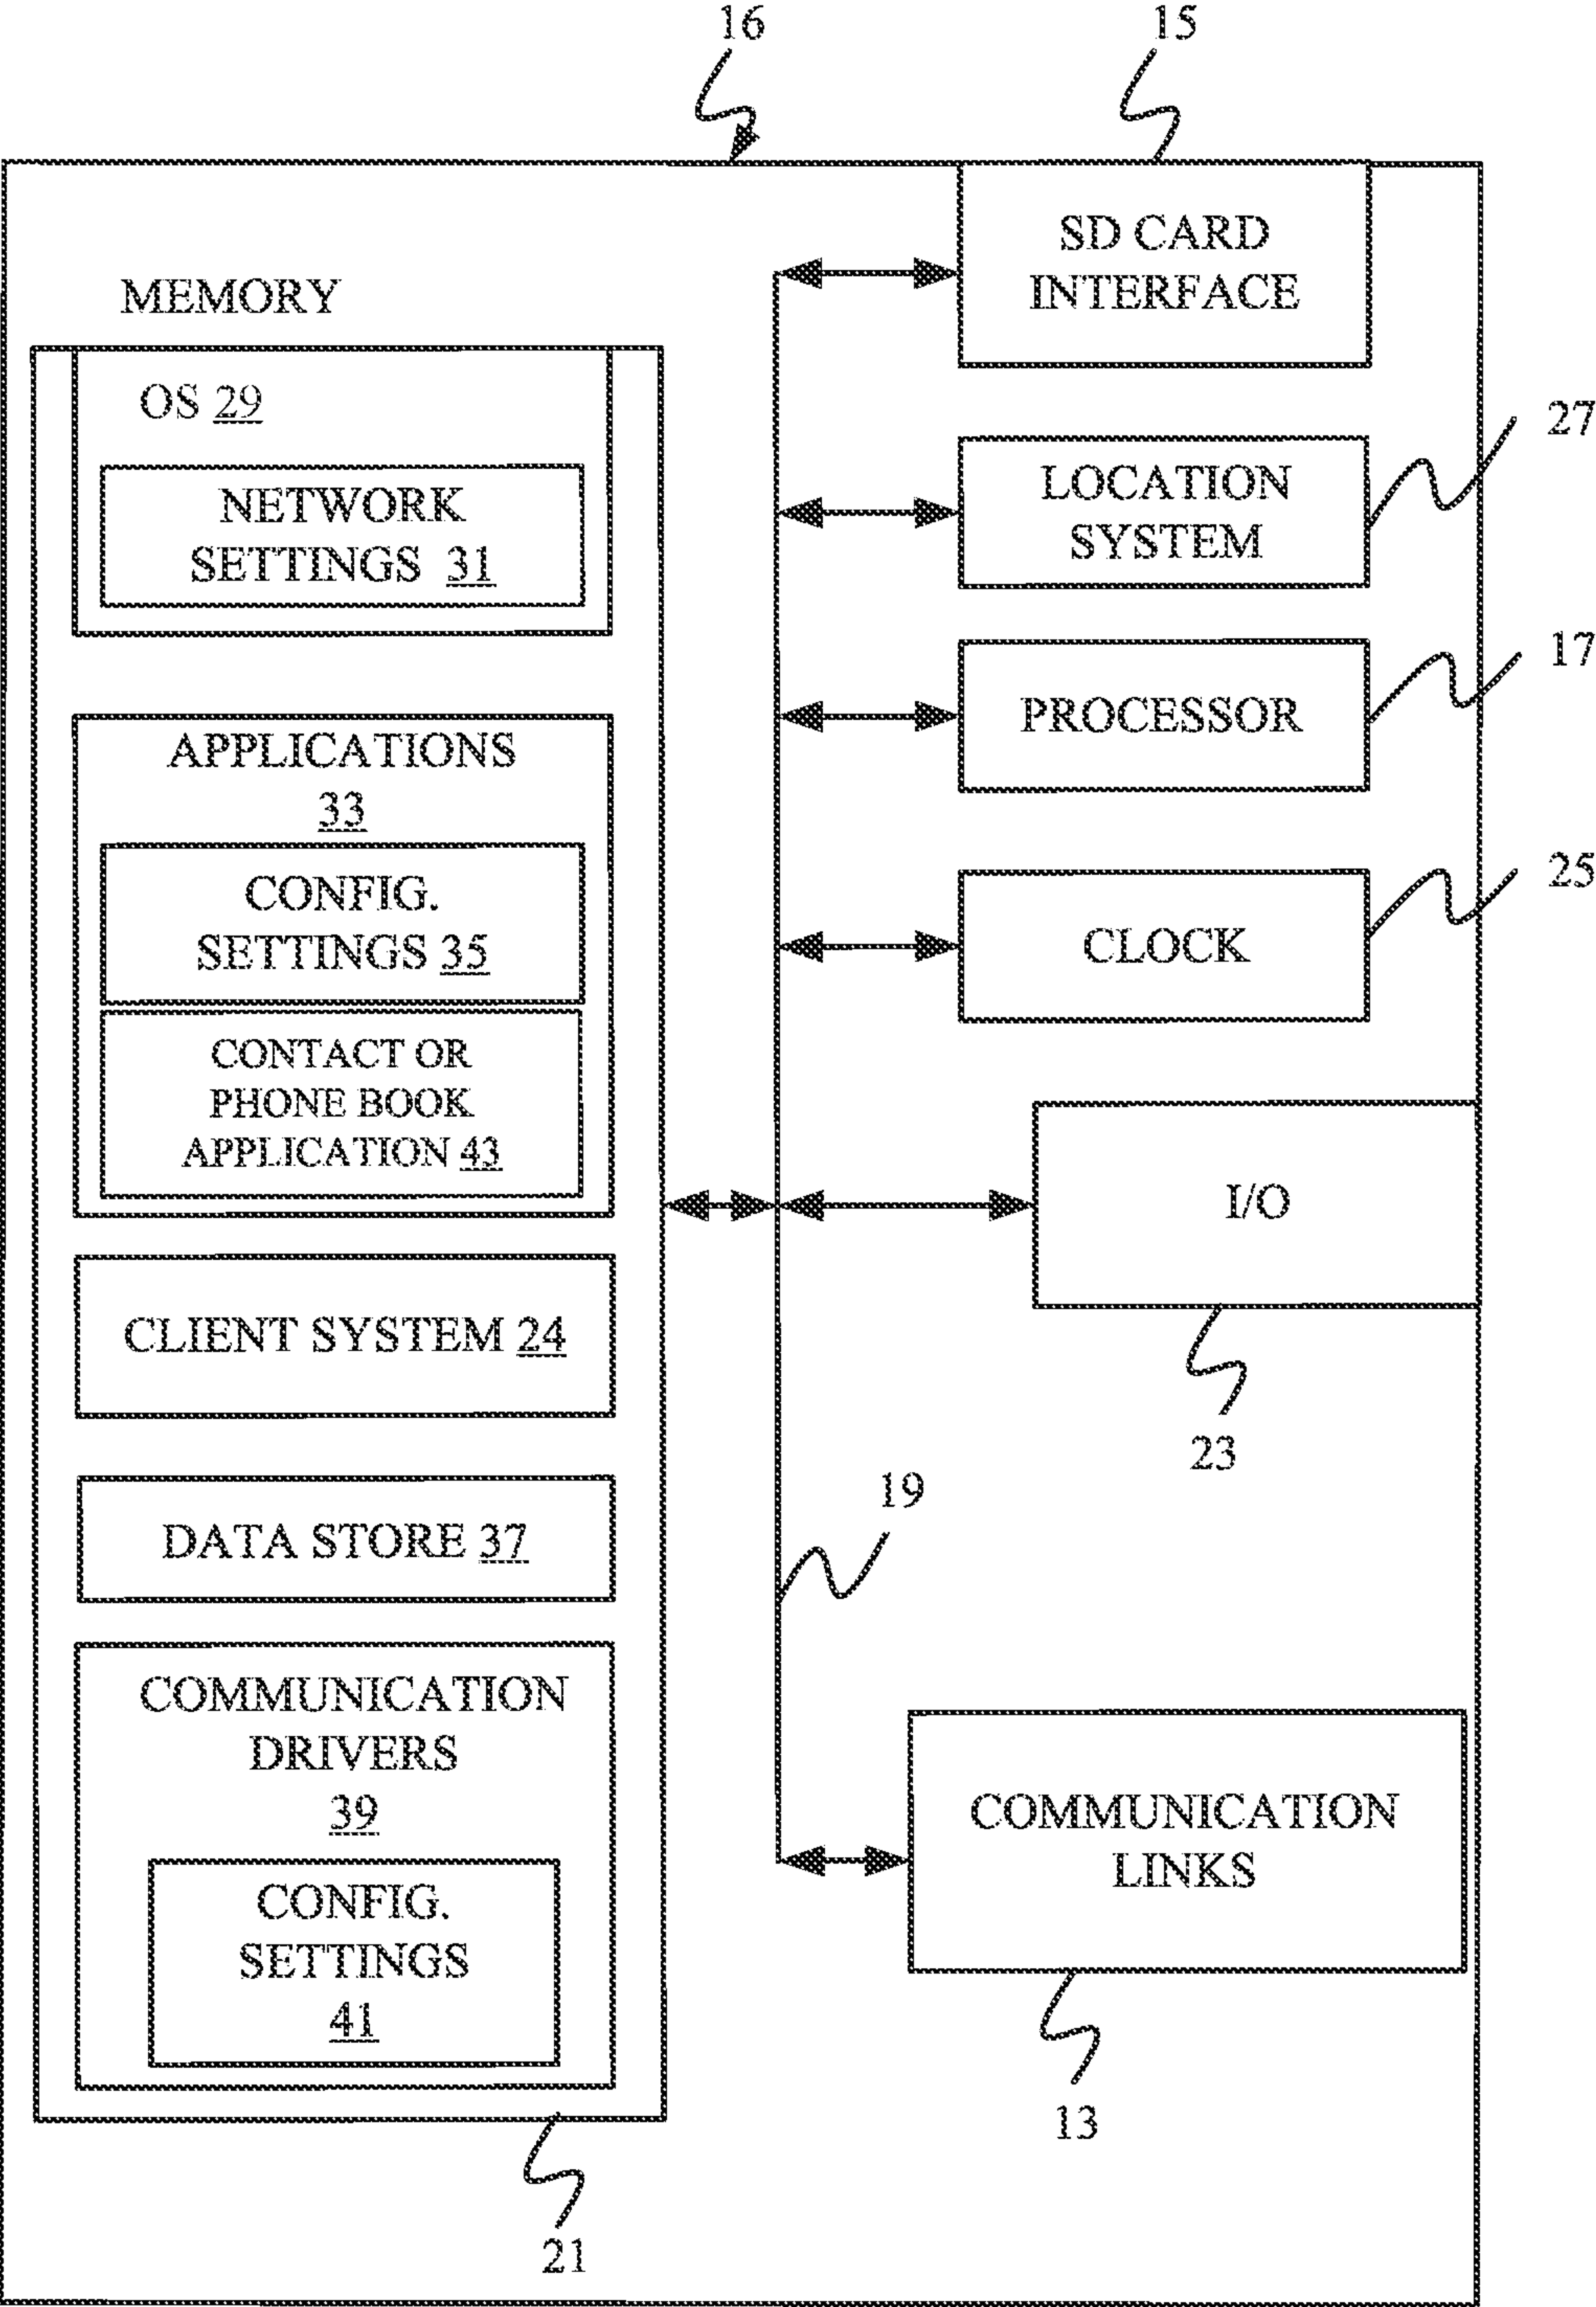 16
15
SD CARD
INTERFACE
MEMORY
OS 29
NETWORK
SETTINGS 31
27
LOCATION
SYSTEM
17
PROCESSOR
APPLICATIONS
33
CONFIG.
SETTINGS 35
25
CLOCK
CONTACT OR
PHONE BOOK
APPLICATION 43
I/O
23
CLIENT SYSTEM 24
19
DATA STORE 37
COMMUNICATION
DRIVERS
39
CONFIG.
SETTINGS
41
COMMUNICATION
LINKS
13
21